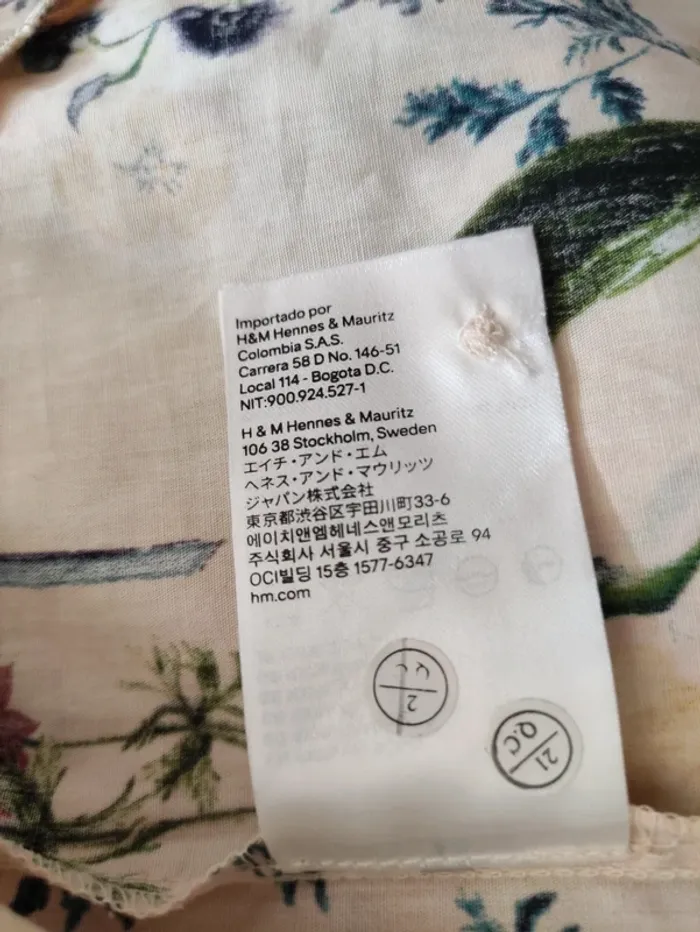 Importado por
H&M Hennes & Mauritz
Colombia S.A.S.
Carrera 58 D No. 146-51
Local 114 - Bogota D.C.
NIT:900.924.527-1
H & M Hennes & Mauritz
106 38 Stockholm, Sweden
エイチ・アンド・エム
ヘネス・アンド・マウリッツ
ジャパン株式会社
東京都渋谷区宇田川町33-6
에이치앤엠헤네스앤모리츠
주식회사 서울시 중구 소공로 94
OCI빌딩 15층 1577-6347
hm.com
2
21
Q.C